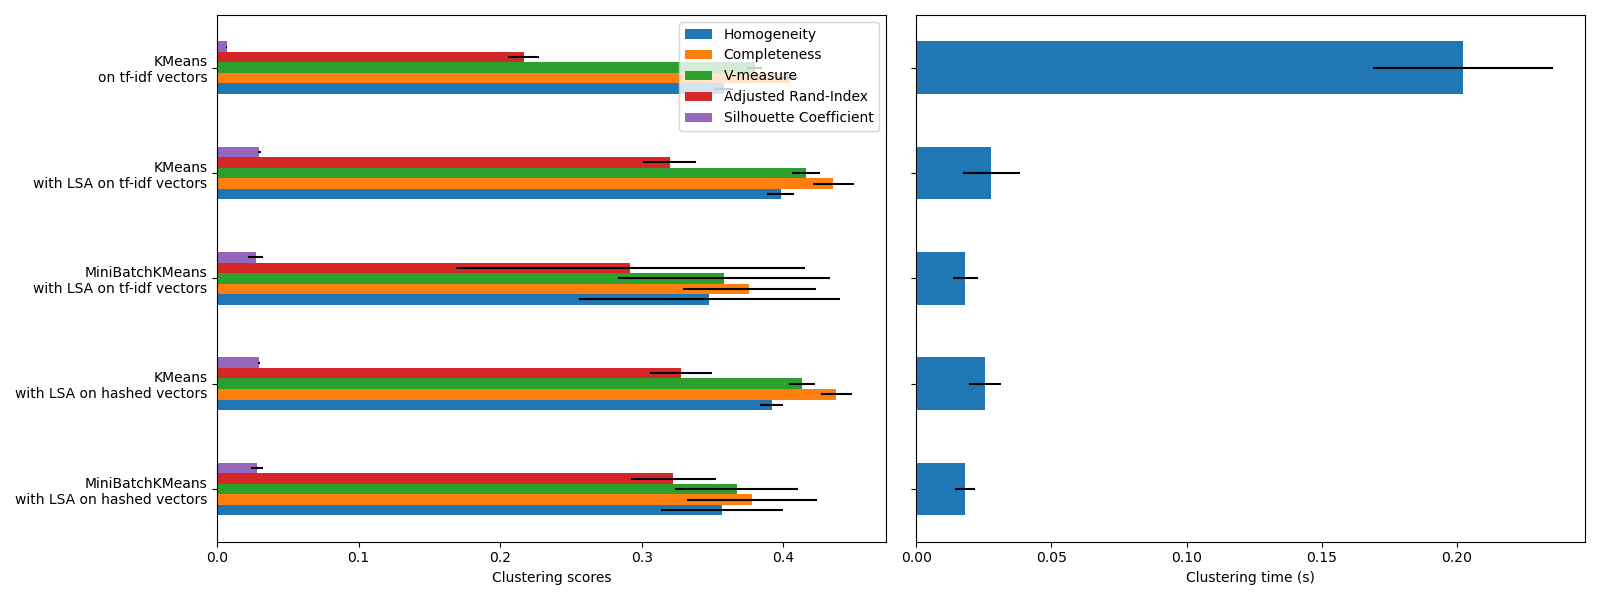 KMeans
on tf-idf vectors
KMeans
with LSA on tf-idf vectors
MiniBatchKMeans
with LSA on tf-idf vectors
KMeans
with LSA on hashed vectors
MiniBatchKMeans
with LSA on hashed vectors
Homogeneity
Completeness
V-measure
Adjusted Rand-Index
Silhouette Coefficient
0.0 0.1 0.2 0.3 0.4
Clustering scores
0.00 0.05 0.10 0.15 0.20
Clustering time (s)